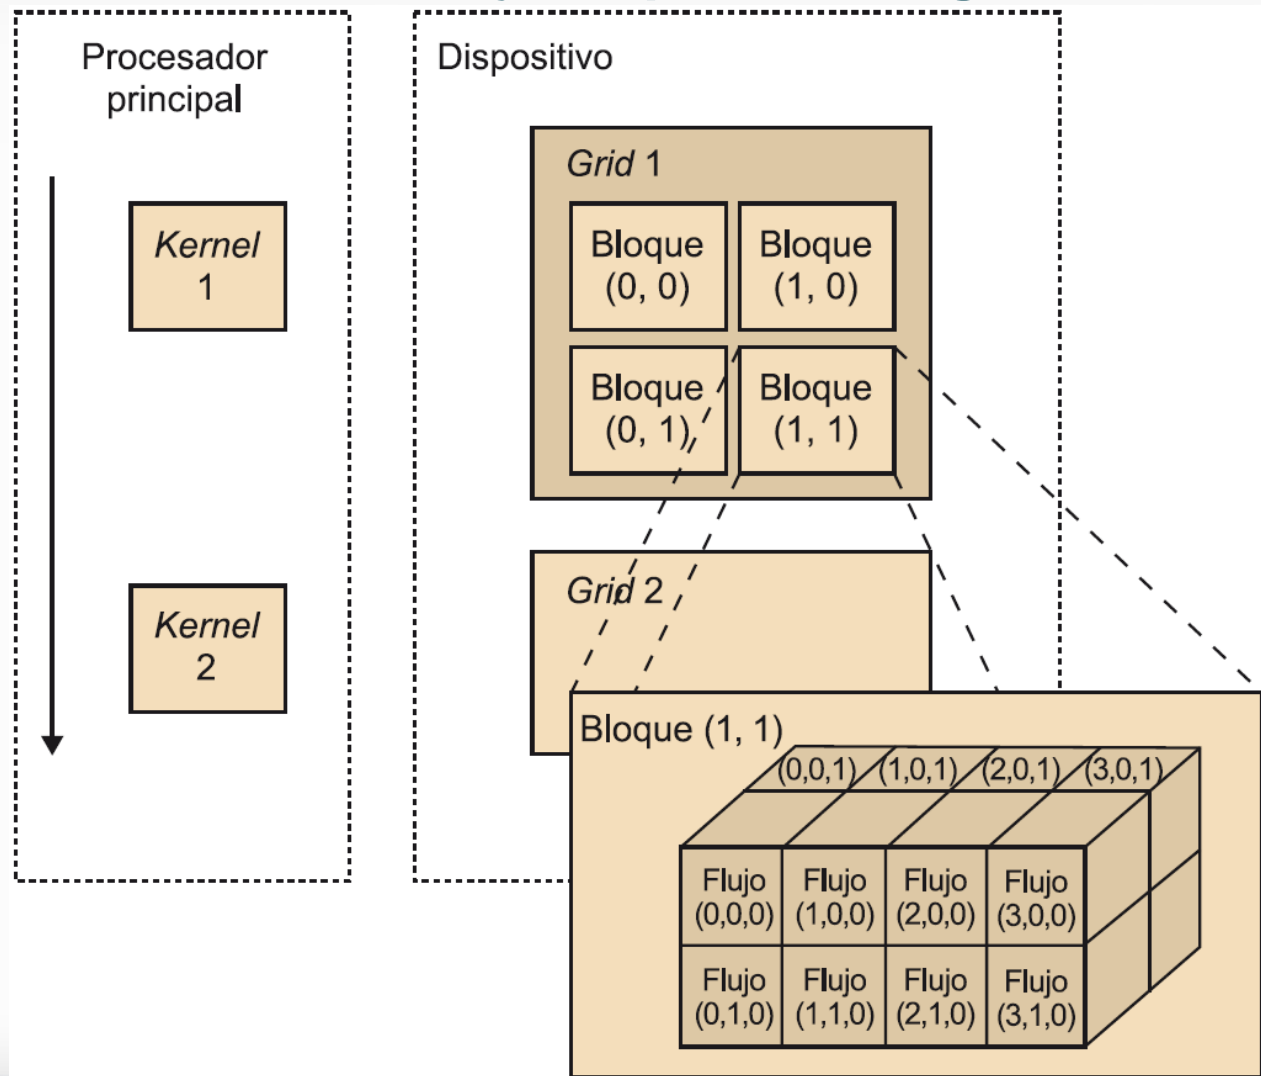 Procesador
principal
Kernel
1
Kernel
2
Dispositivo
Grid 1
Bloque
(0, 0)
Bloque
(1, 0)
Bloque
(0, 1)
Bloque
(1, 1)
Grid 2
Bloque (1, 1)
(0,0,1)
(1,0,1)
(2,0,1)
(3,0,1)
Flujo
(0,0,0)
Flujo
(1,0,0)
Flujo
(2,0,0)
Flujo
(3,0,0)
Flujo
(0,1,0)
Flujo
(1,1,0)
Flujo
(2,1,0)
Flujo
(3,1,0)